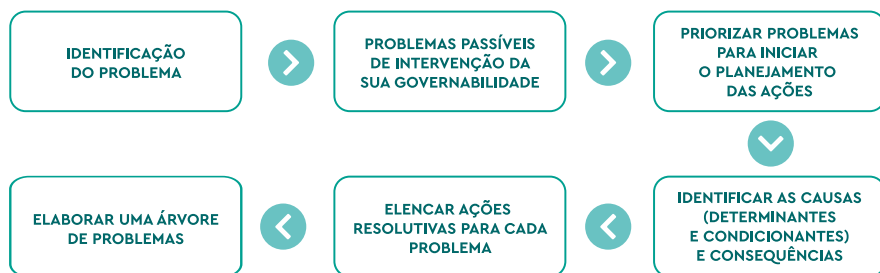 IDENTIFICAÇÃO
DO PROBLEMA
PROBLEMAS PASSÍVEIS
DE INTERVENÇÃO DA
SUA GOVERNABILIDADE
PRIORIZAR PROBLEMAS
PARA INICIAR
O PLANEJAMENTO
DAS AÇÕES
IDENTIFICAR AS CAUSAS
(DETERMINANTES
E CONDICIONANTES)
E CONSEQUÊNCIAS
ELENCAR AÇÕES
RESOLUTIVAS PARA CADA
PROBLEMA
ELABORAR UMA ÁRVORE
DE PROBLEMAS